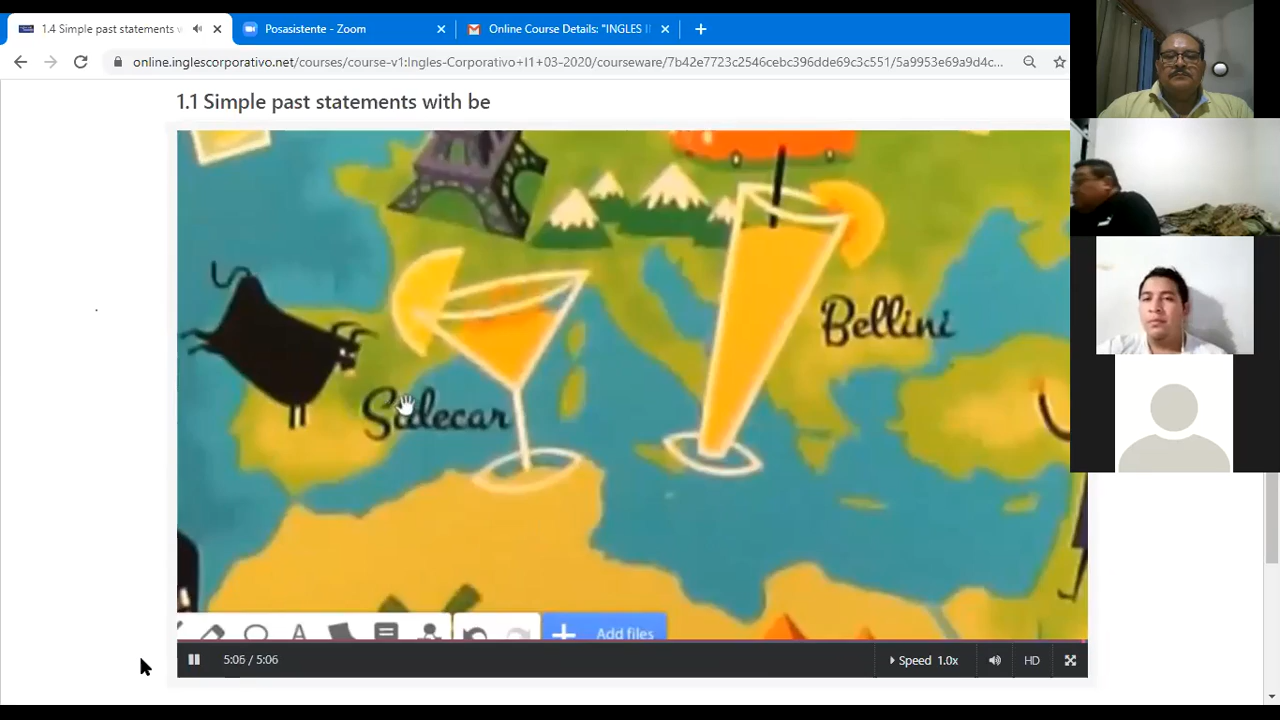 1.4 Simple past statements w
Posasistente - Zoom
Online Course Details: "INGLES I
online.inglescorporativo.net/courses/course-v1:Ingles-Corporativo+I1+03-2020/courseware/7b42e7723c2546cebc396dde69c3c551/5a9953e69a9d4c...
1.1 Simple past statements with be
Bellini
Sidecar
A
Add files
5:06 / 5:06
Speed 1.0x
HD